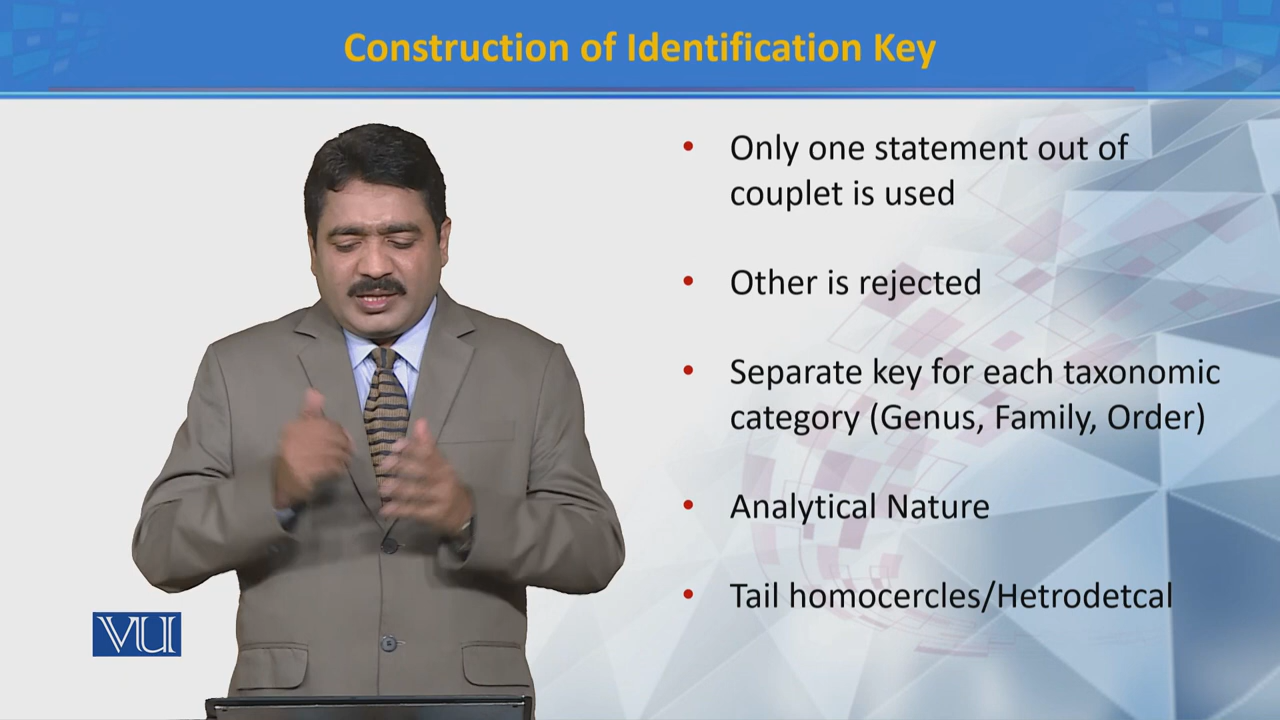 Construction of Identification Key
• Only one statement out of
couplet is used
• Other is rejected
• Separate key for each taxonomic
category (Genus, Family, Order)
• Analytical Nature
• Tail homocercles/Hetrodetcal
VU